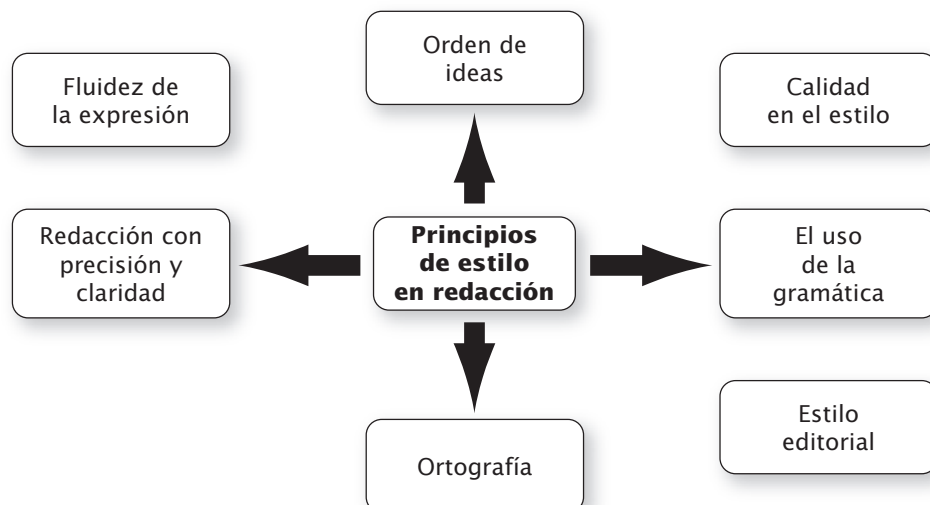 Orden de
ideas
Fluidez de
la expresión
Calidad
en el estilo
Redacción con
precisión y
claridad
Principios
de estilo
en redacción
El uso
de la
gramática
Ortografía
Estilo
editorial